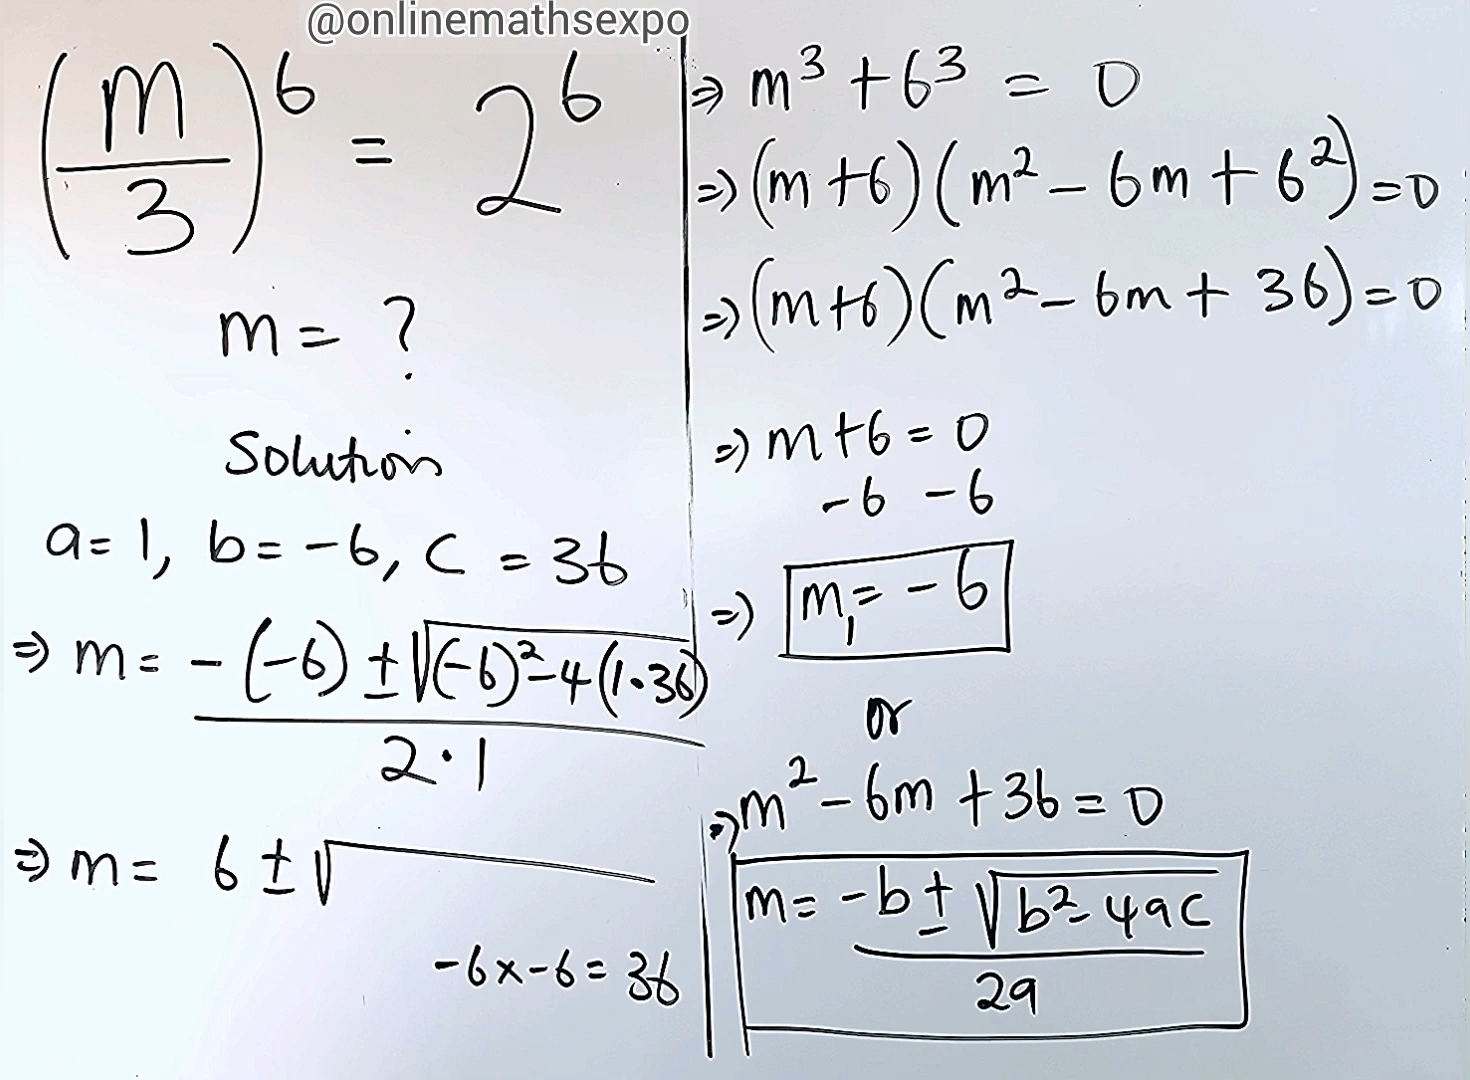 @onlinemathsexpo
(m/3)^6 = 2^6
m = ?
Solution
a=1, b=-6, c=36
⇒ m = -(-6) ± √((-6)² - 4(1·36)) / 2·1
⇒ m = 6 ± √
-6×-6=36
⇒ m³ + 6³ = 0
⇒ (m+6)(m² - 6m + 6²)=0
⇒ (m+6)(m² - 6m + 36)=0
⇒ m+6=0
-6 -6
⇒ m₁ = -6
or
⇒ m² - 6m + 36 = 0
m = -b ± √(b² - 4ac) / 2a